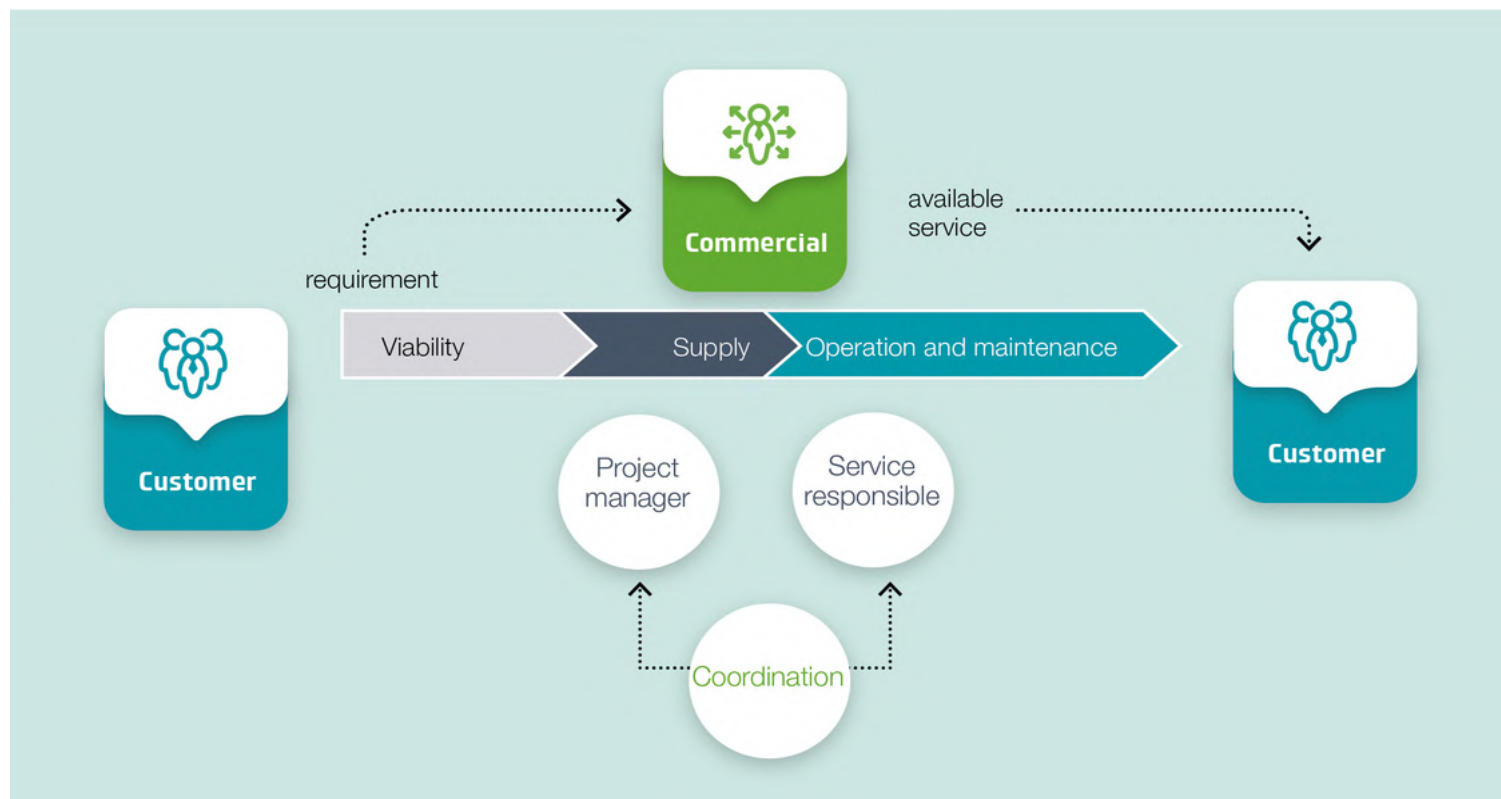 Commercial
available
service
requirement
Customer
Viability
Supply
Operation and maintenance
Customer
Project
manager
Service
responsible
Coordination